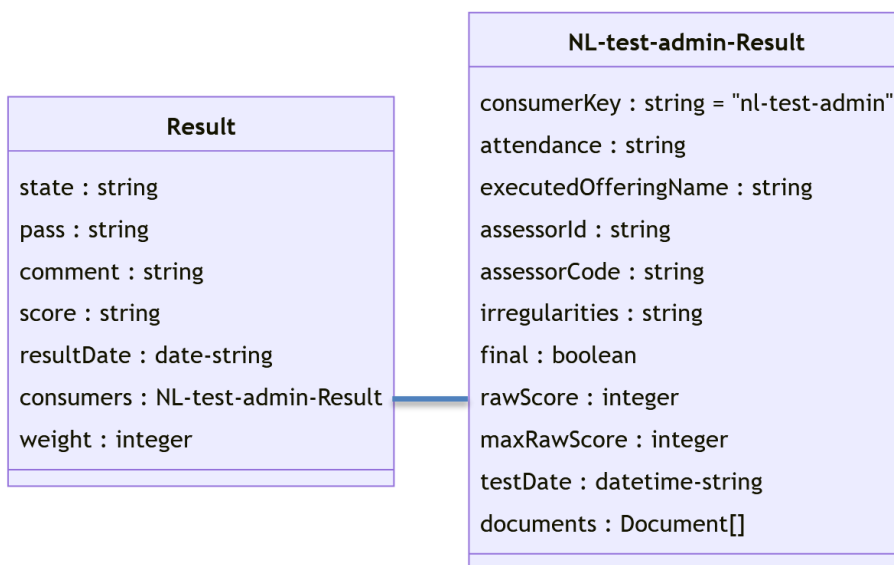 Result
state : string
pass : string
comment : string
score : string
resultDate : date-string
consumers : NL-test-admin-Result
weight : integer
NL-test-admin-Result
consumerKey : string = "nl-test-admin"
attendance : string
executedOfferingName : string
assessorId : string
assessorCode : string
irregularities : string
final : boolean
rawScore : integer
maxRawScore : integer
testDate : datetime-string
documents : Document[]